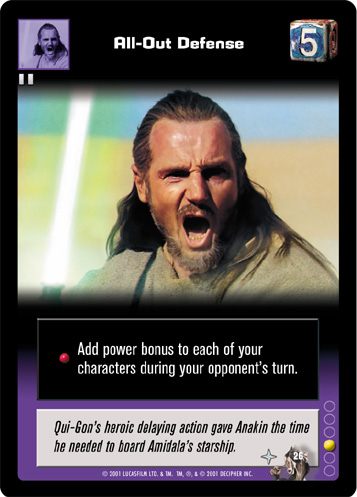 All-Out Defense
5
Add power bonus to each of your
characters during your opponent's turn.
Qui-Gon's heroic delaying action gave Anakin the time
he needed to board Amidala's starship.
26
© 2001 LUCASFILM LTD. & TM. TM, ®, & © 2001 DECIPHER INC.